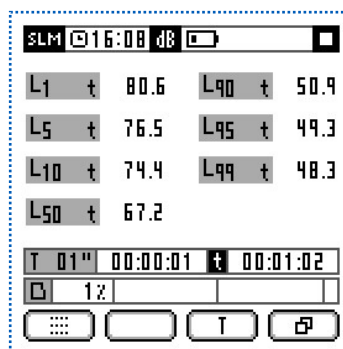 SLM 16:08 dB
L1 t 80.6 L90 t 50.9
L5 t 76.5 L95 t 49.3
L10 t 74.4 L99 t 48.3
L50 t 67.2
T 01" 00:00:01 t 00:01:02
1%
T